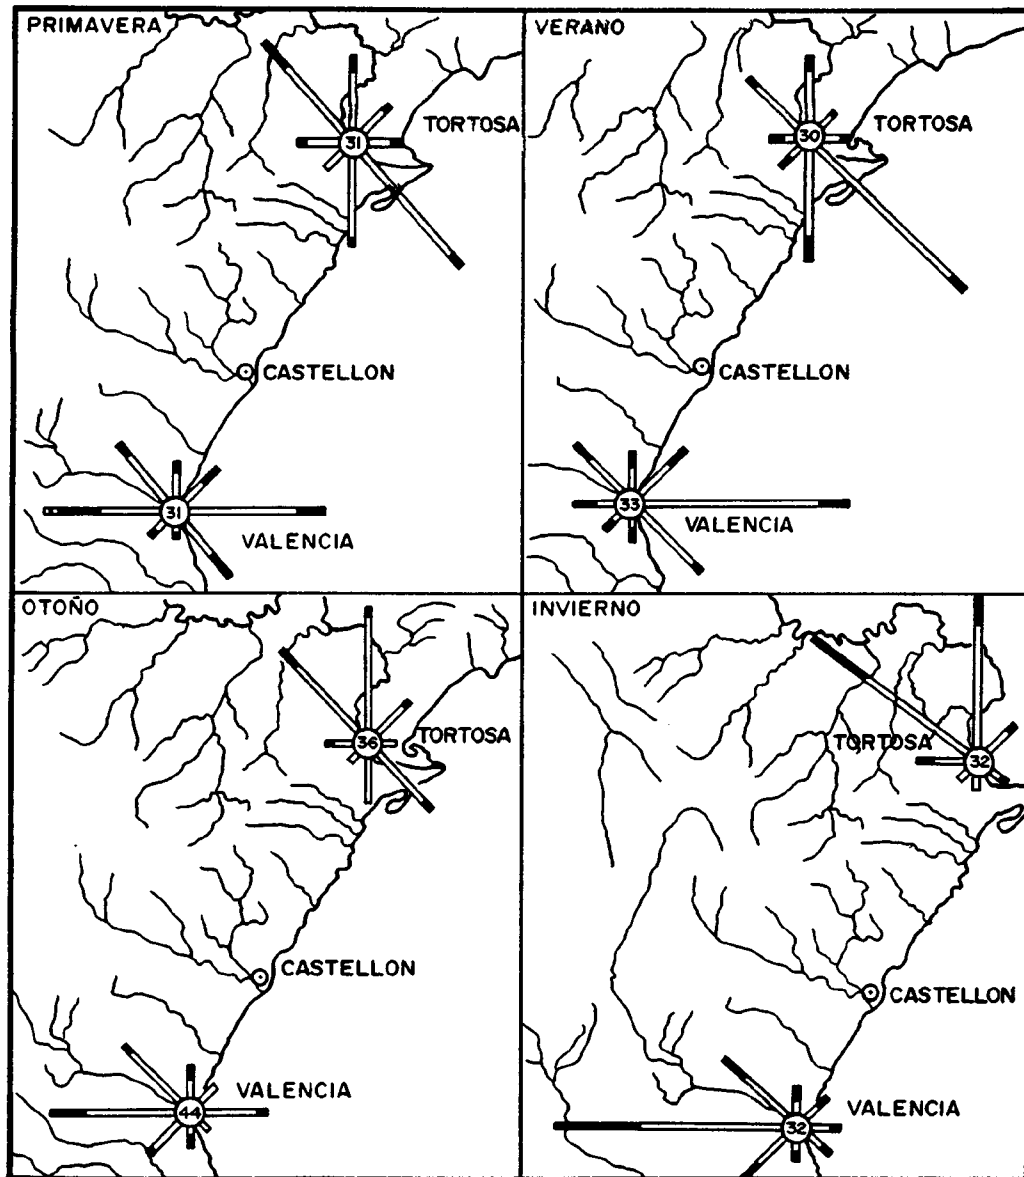 PRIMAVERA
31
TORTOSA
CASTELLON
31
VALENCIA
VERANO
30
TORTOSA
CASTELLON
33
VALENCIA
OTOÑO
36
TORTOSA
CASTELLON
44
VALENCIA
INVIERNO
TORTOSA
32
CASTELLON
32
VALENCIA